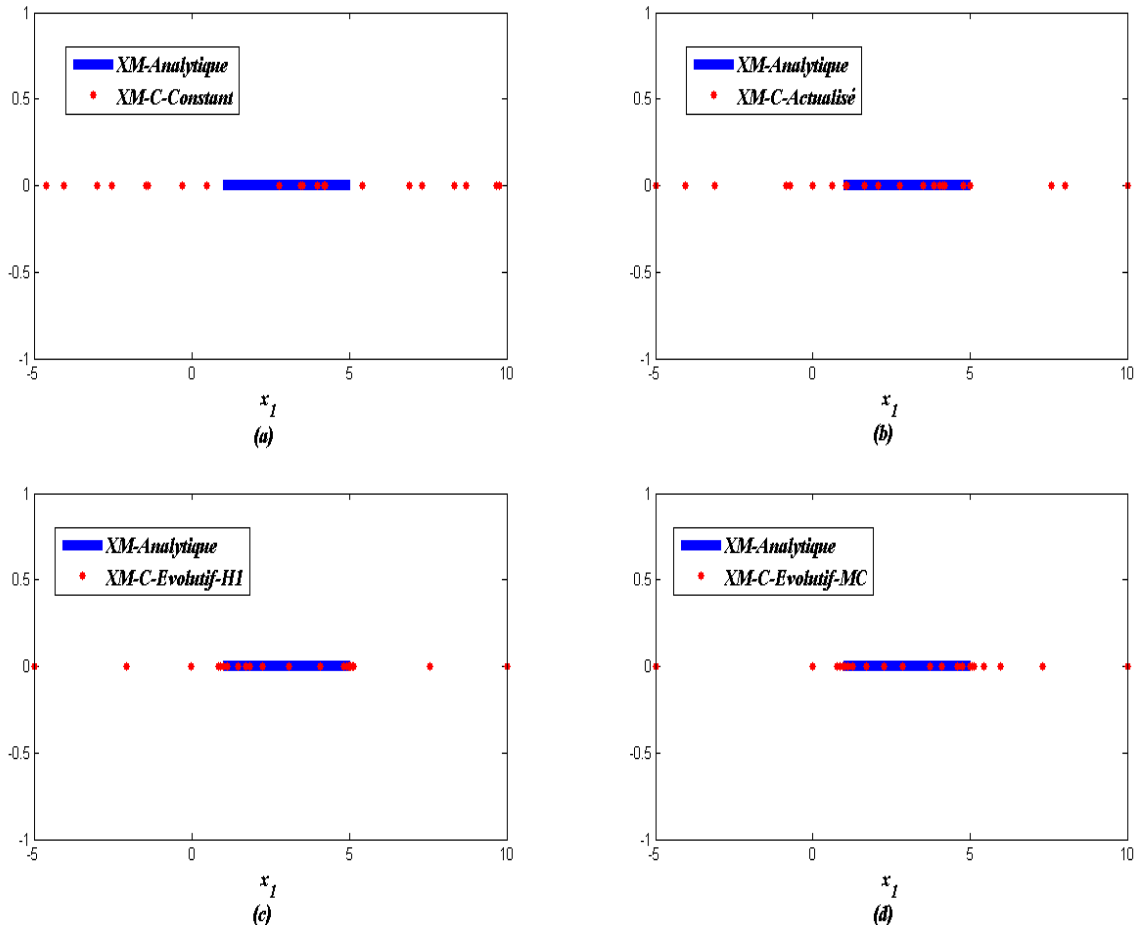 1
XM-Analytique
XM-C-Constant
0.5
0
-0.5
-1
-5 0 5 10
x1
(a)
1
XM-Analytique
XM-C-Actualisé
0.5
0
-0.5
-1
-5 0 5 10
x1
(b)
1
XM-Analytique
XM-C-Evolutif-H1
0.5
0
-0.5
-1
-5 0 5 10
x1
(c)
1
XM-Analytique
XM-C-Evolutif-MC
0.5
0
-0.5
-1
-5 0 5 10
x1
(d)